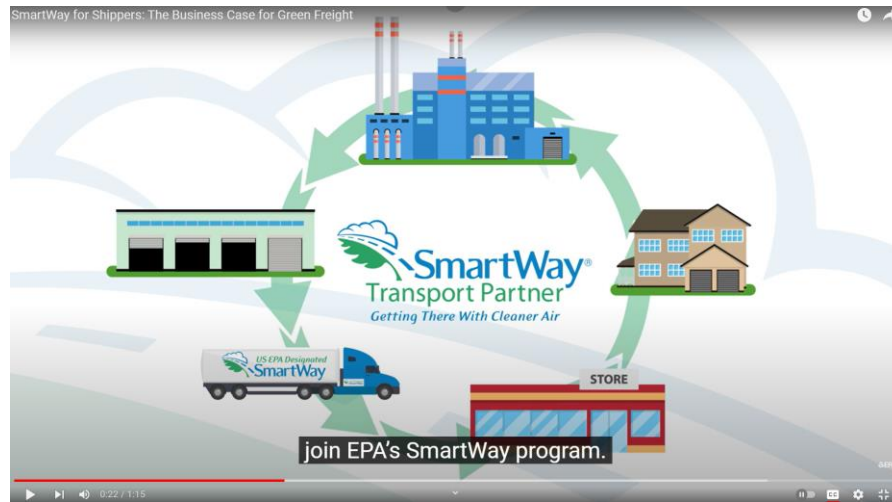 SmartWay for Shippers: The Business Case for Green Freight
SmartWay®
Transport Partner
Getting There With Cleaner Air
US EPA Designated
SmartWay
STORE
join EPA's SmartWay program.
0:22 / 1:15